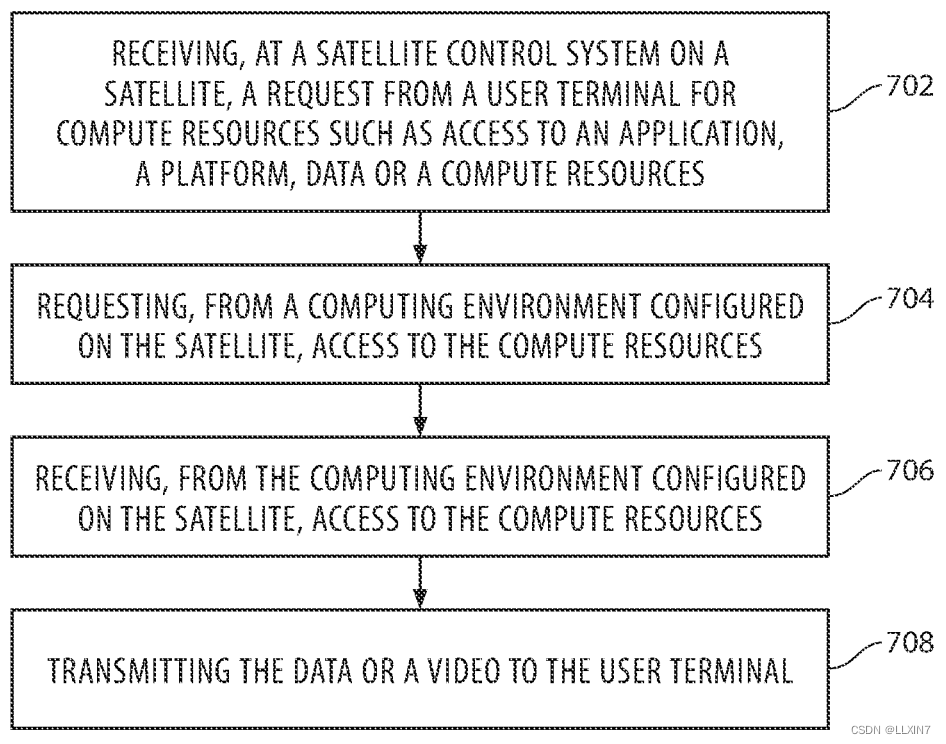 RECEIVING, AT A SATELLITE CONTROL SYSTEM ON A
SATELLITE, A REQUEST FROM A USER TERMINAL FOR
COMPUTE RESOURCES SUCH AS ACCESS TO AN APPLICATION,
A PLATFORM, DATA OR A COMPUTE RESOURCES
702
REQUESTING, FROM A COMPUTING ENVIRONMENT CONFIGURED
ON THE SATELLITE, ACCESS TO THE COMPUTE RESOURCES
704
RECEIVING, FROM THE COMPUTING ENVIRONMENT CONFIGURED
ON THE SATELLITE, ACCESS TO THE COMPUTE RESOURCES
706
TRANSMITTING THE DATA OR A VIDEO TO THE USER TERMINAL
708
CSDN @LLXIN7